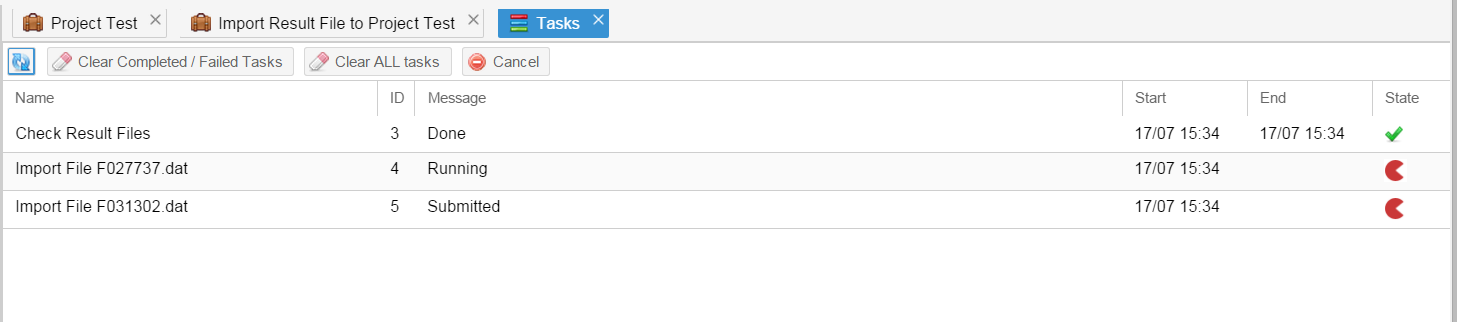 Project Test Import Result File to Project Test Tasks
Clear Completed / Failed Tasks Clear ALL tasks Cancel
Name ID Message Start End State
Check Result Files 3 Done 17/07 15:34 17/07 15:34
Import File F027737.dat 4 Running 17/07 15:34
Import File F031302.dat 5 Submitted 17/07 15:34